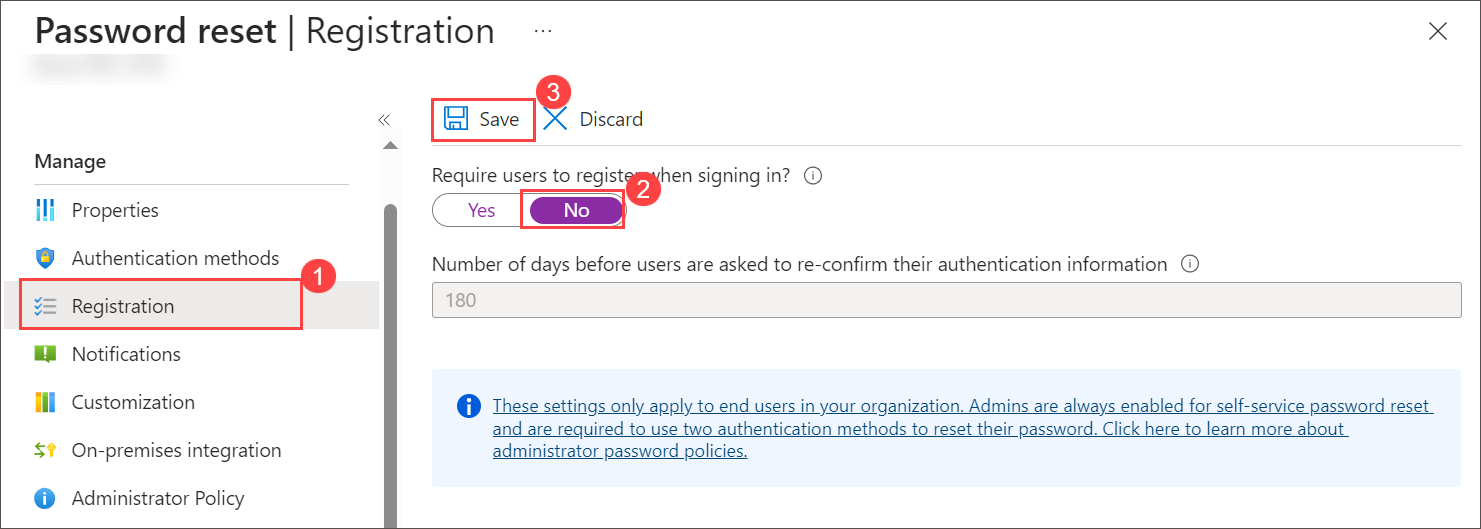 Password reset | Registration ...
3
Save Discard
«
Manage
Require users to register when signing in?
2
Properties
Yes No
Authentication methods
Number of days before users are asked to re-confirm their authentication information
1
Registration
180
Notifications
Customization
These settings only apply to end users in your organization. Admins are always enabled for self-service password reset
and are required to use two authentication methods to reset their password. Click here to learn more about
administrator password policies.
On-premises integration
Administrator Policy